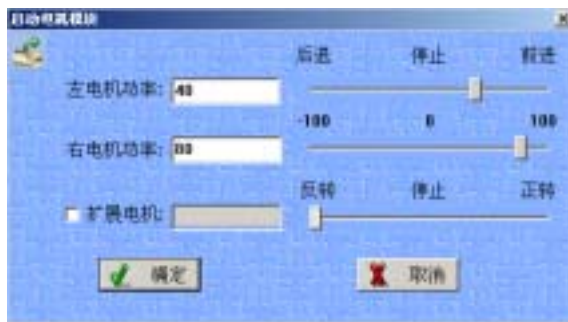 启动电机模块
后退 停止 前进
左电机功率: 40
-100 0 100
右电机功率: 80
反转 停止 正转
扩展电机:
确定 取消